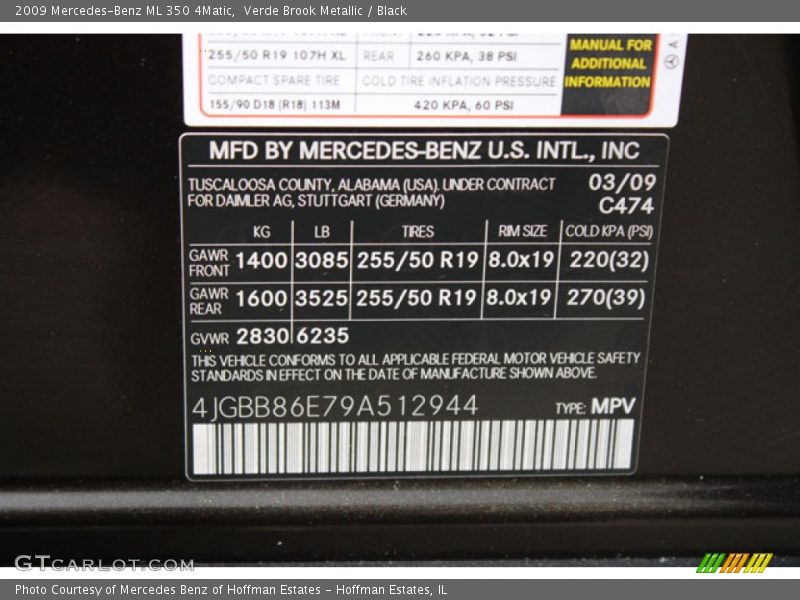 2009 Mercedes-Benz ML 350 4Matic, Verde Brook Metallic / Black
255/50 R19 107H XL REAR 260 KPA, 38 PSI
COMPACT SPARE TIRE COLD TIRE INFLATION PRESSURE
155/90 D18 (R18) 113M 420 KPA, 60 PSI
MANUAL FOR
ADDITIONAL
INFORMATION
MFD BY MERCEDES-BENZ U.S. INTL., INC
TUSCALOOSA COUNTY, ALABAMA (USA), UNDER CONTRACT 03/09
FOR DAIMLER AG, STUTTGART (GERMANY) C474
KG LB TIRES RIM SIZE COLD KPA (PSI)
GAWR FRONT 1400 3085 255/50 R19 8.0x19 220(32)
GAWR REAR 1600 3525 255/50 R19 8.0x19 270(39)
GVWR 2830 6235
THIS VEHICLE CONFORMS TO ALL APPLICABLE FEDERAL MOTOR VEHICLE SAFETY
STANDARDS IN EFFECT ON THE DATE OF MANUFACTURE SHOWN ABOVE.
4JGBB86E79A512944 TYPE: MPV
GTCARLOT.COM
Photo Courtesy of Mercedes Benz of Hoffman Estates - Hoffman Estates, IL